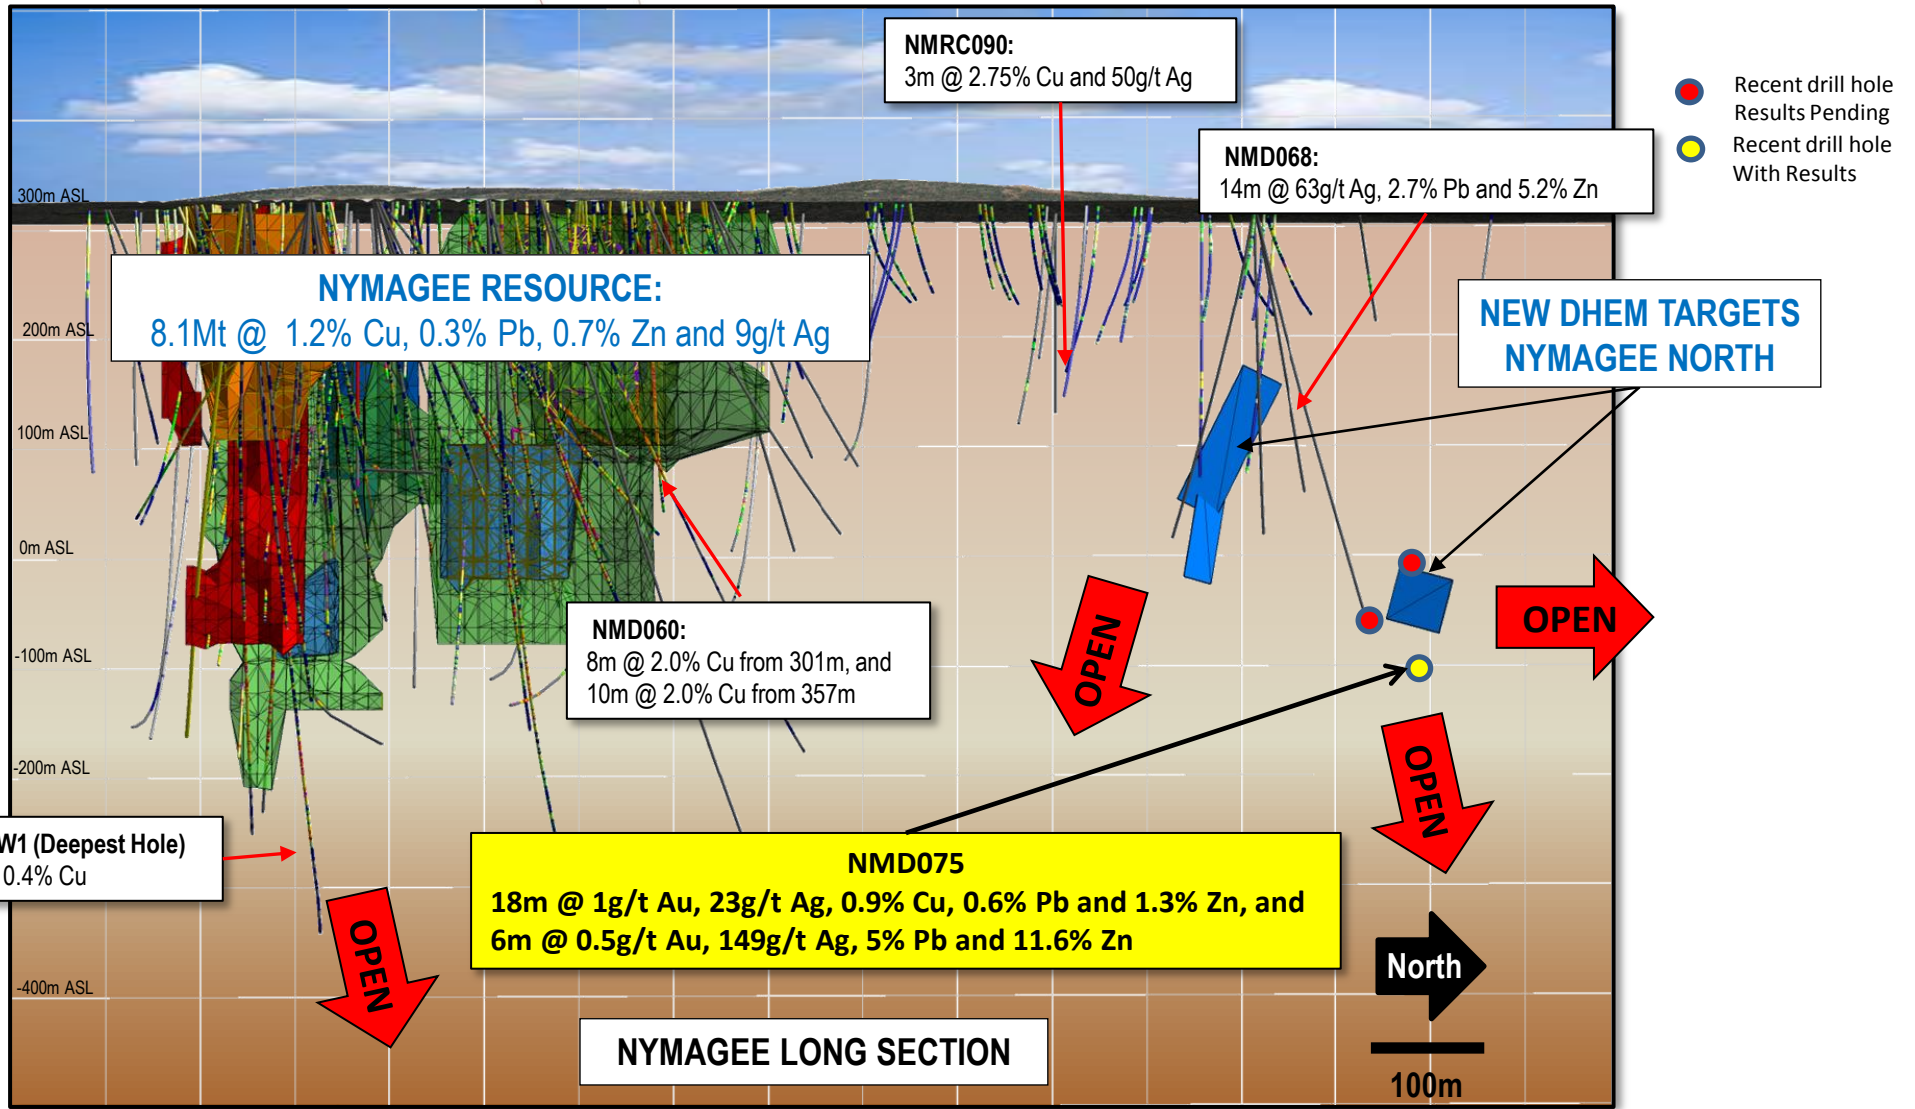 NMRC090:
3m @ 2.75% Cu and 50g/t Ag
Recent drill hole
Results Pending
Recent drill hole
With Results
NMD068:
14m @ 63g/t Ag, 2.7% Pb and 5.2% Zn
300m ASL
NYMAGEE RESOURCE:
8.1Mt @ 1.2% Cu, 0.3% Pb, 0.7% Zn and 9g/t Ag
200m ASL
NEW DHEM TARGETS
NYMAGEE NORTH
100m ASL
0m ASL
NMD060:
8m @ 2.0% Cu from 301m, and
10m @ 2.0% Cu from 357m
OPEN
OPEN
-100m ASL
OPEN
-200m ASL
W1 (Deepest Hole)
0.4% Cu
NMD075
18m @ 1g/t Au, 23g/t Ag, 0.9% Cu, 0.6% Pb and 1.3% Zn, and
6m @ 0.5g/t Au, 149g/t Ag, 5% Pb and 11.6% Zn
OPEN
North
-400m ASL
NYMAGEE LONG SECTION
100m